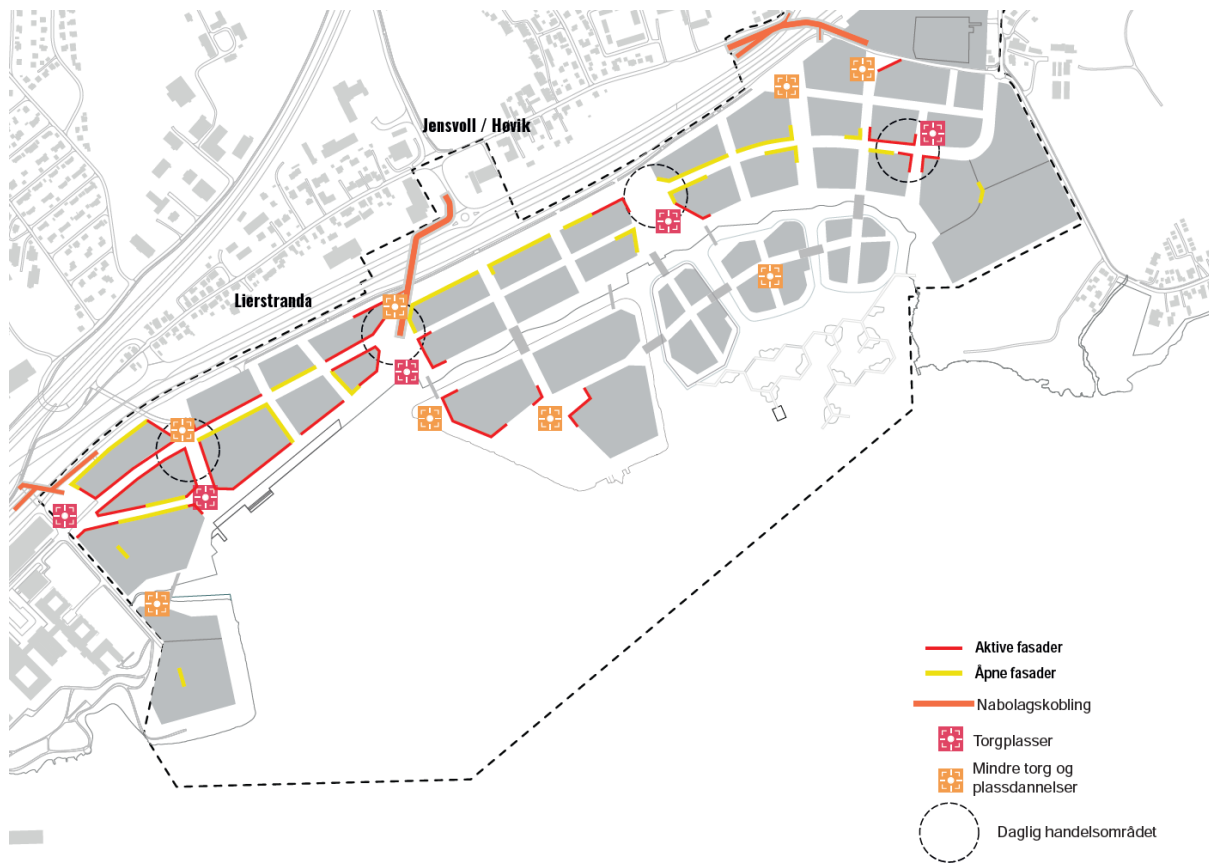 Jensvoll / Høvik
Lierstranda
Aktive fasader
Åpne fasader
Nabolagskobling
Torgplasser
Mindre torg og
plassdannelser
Daglig handelsområdet